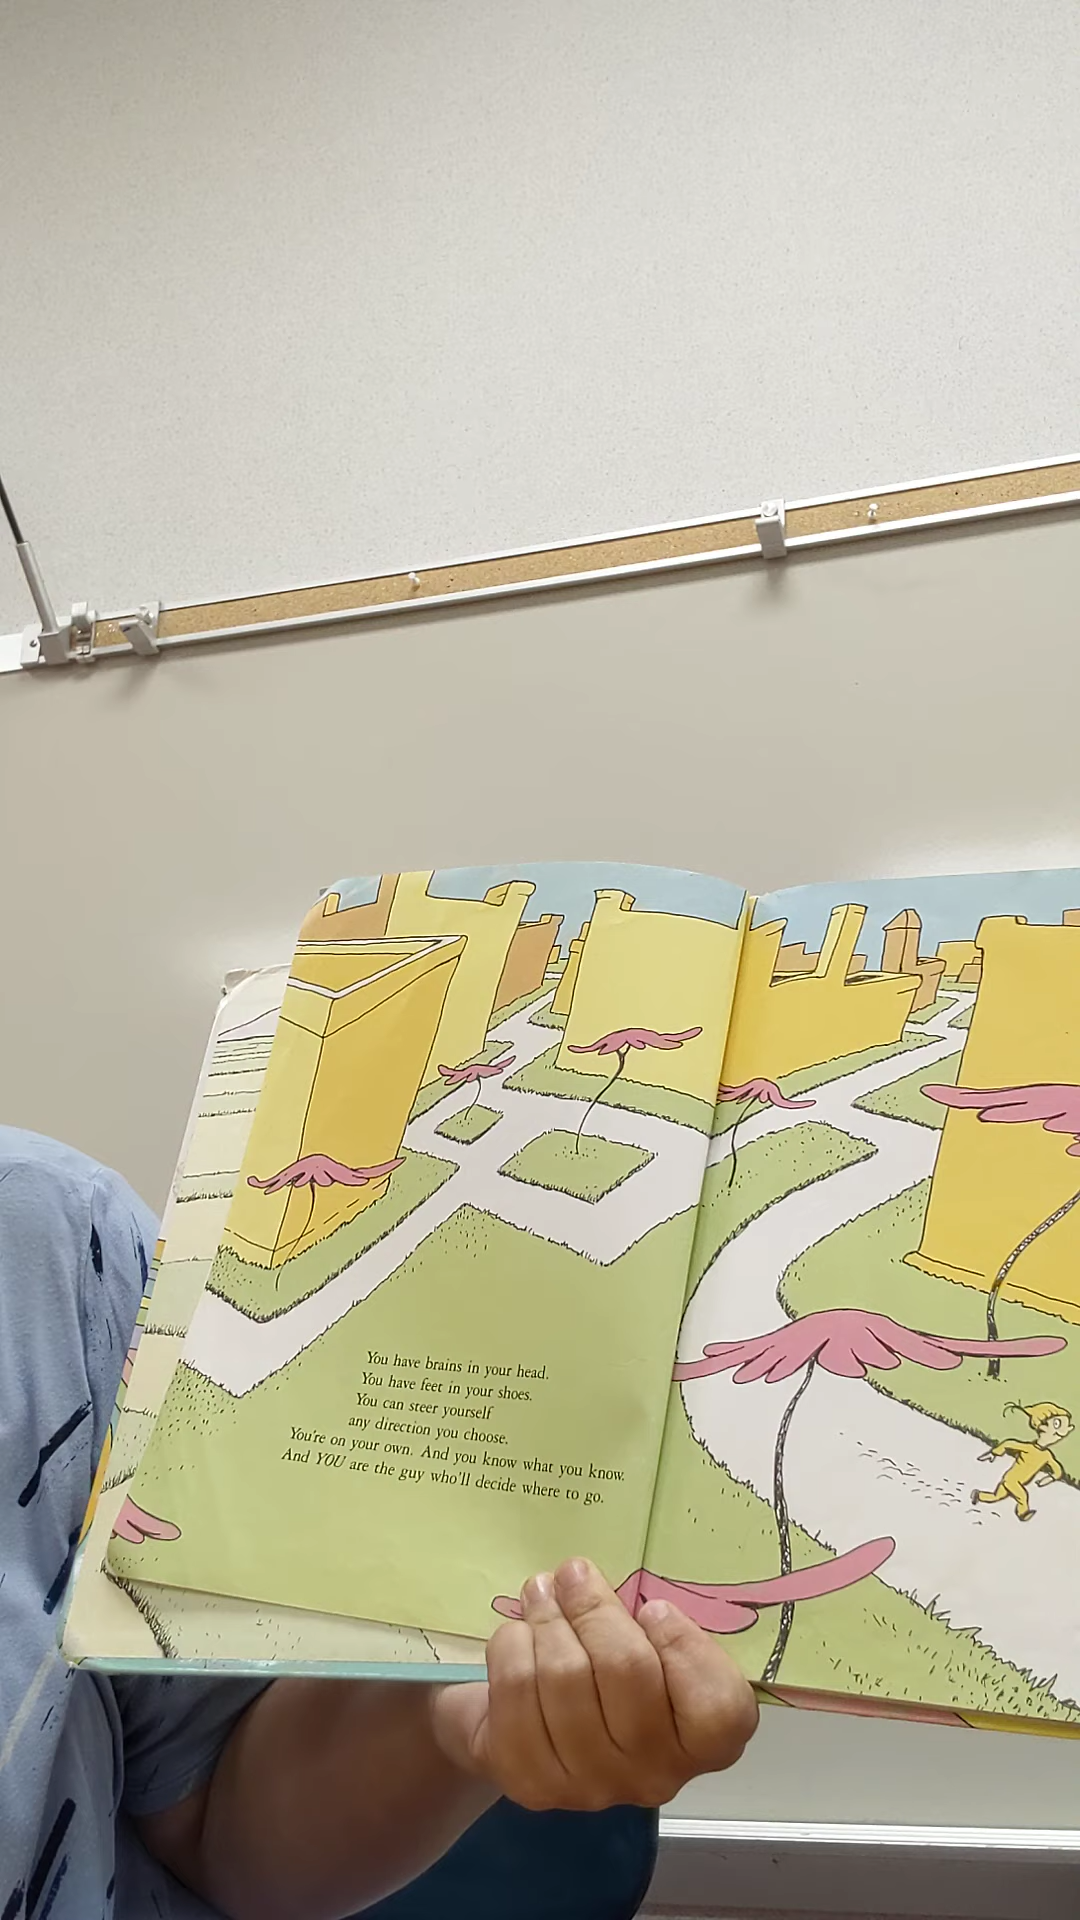 You have brains in your head.
You have feet in your shoes.
You can steer yourself
any direction you choose.
You're on your own. And you know what you know.
And YOU are the guy who'll decide where to go.